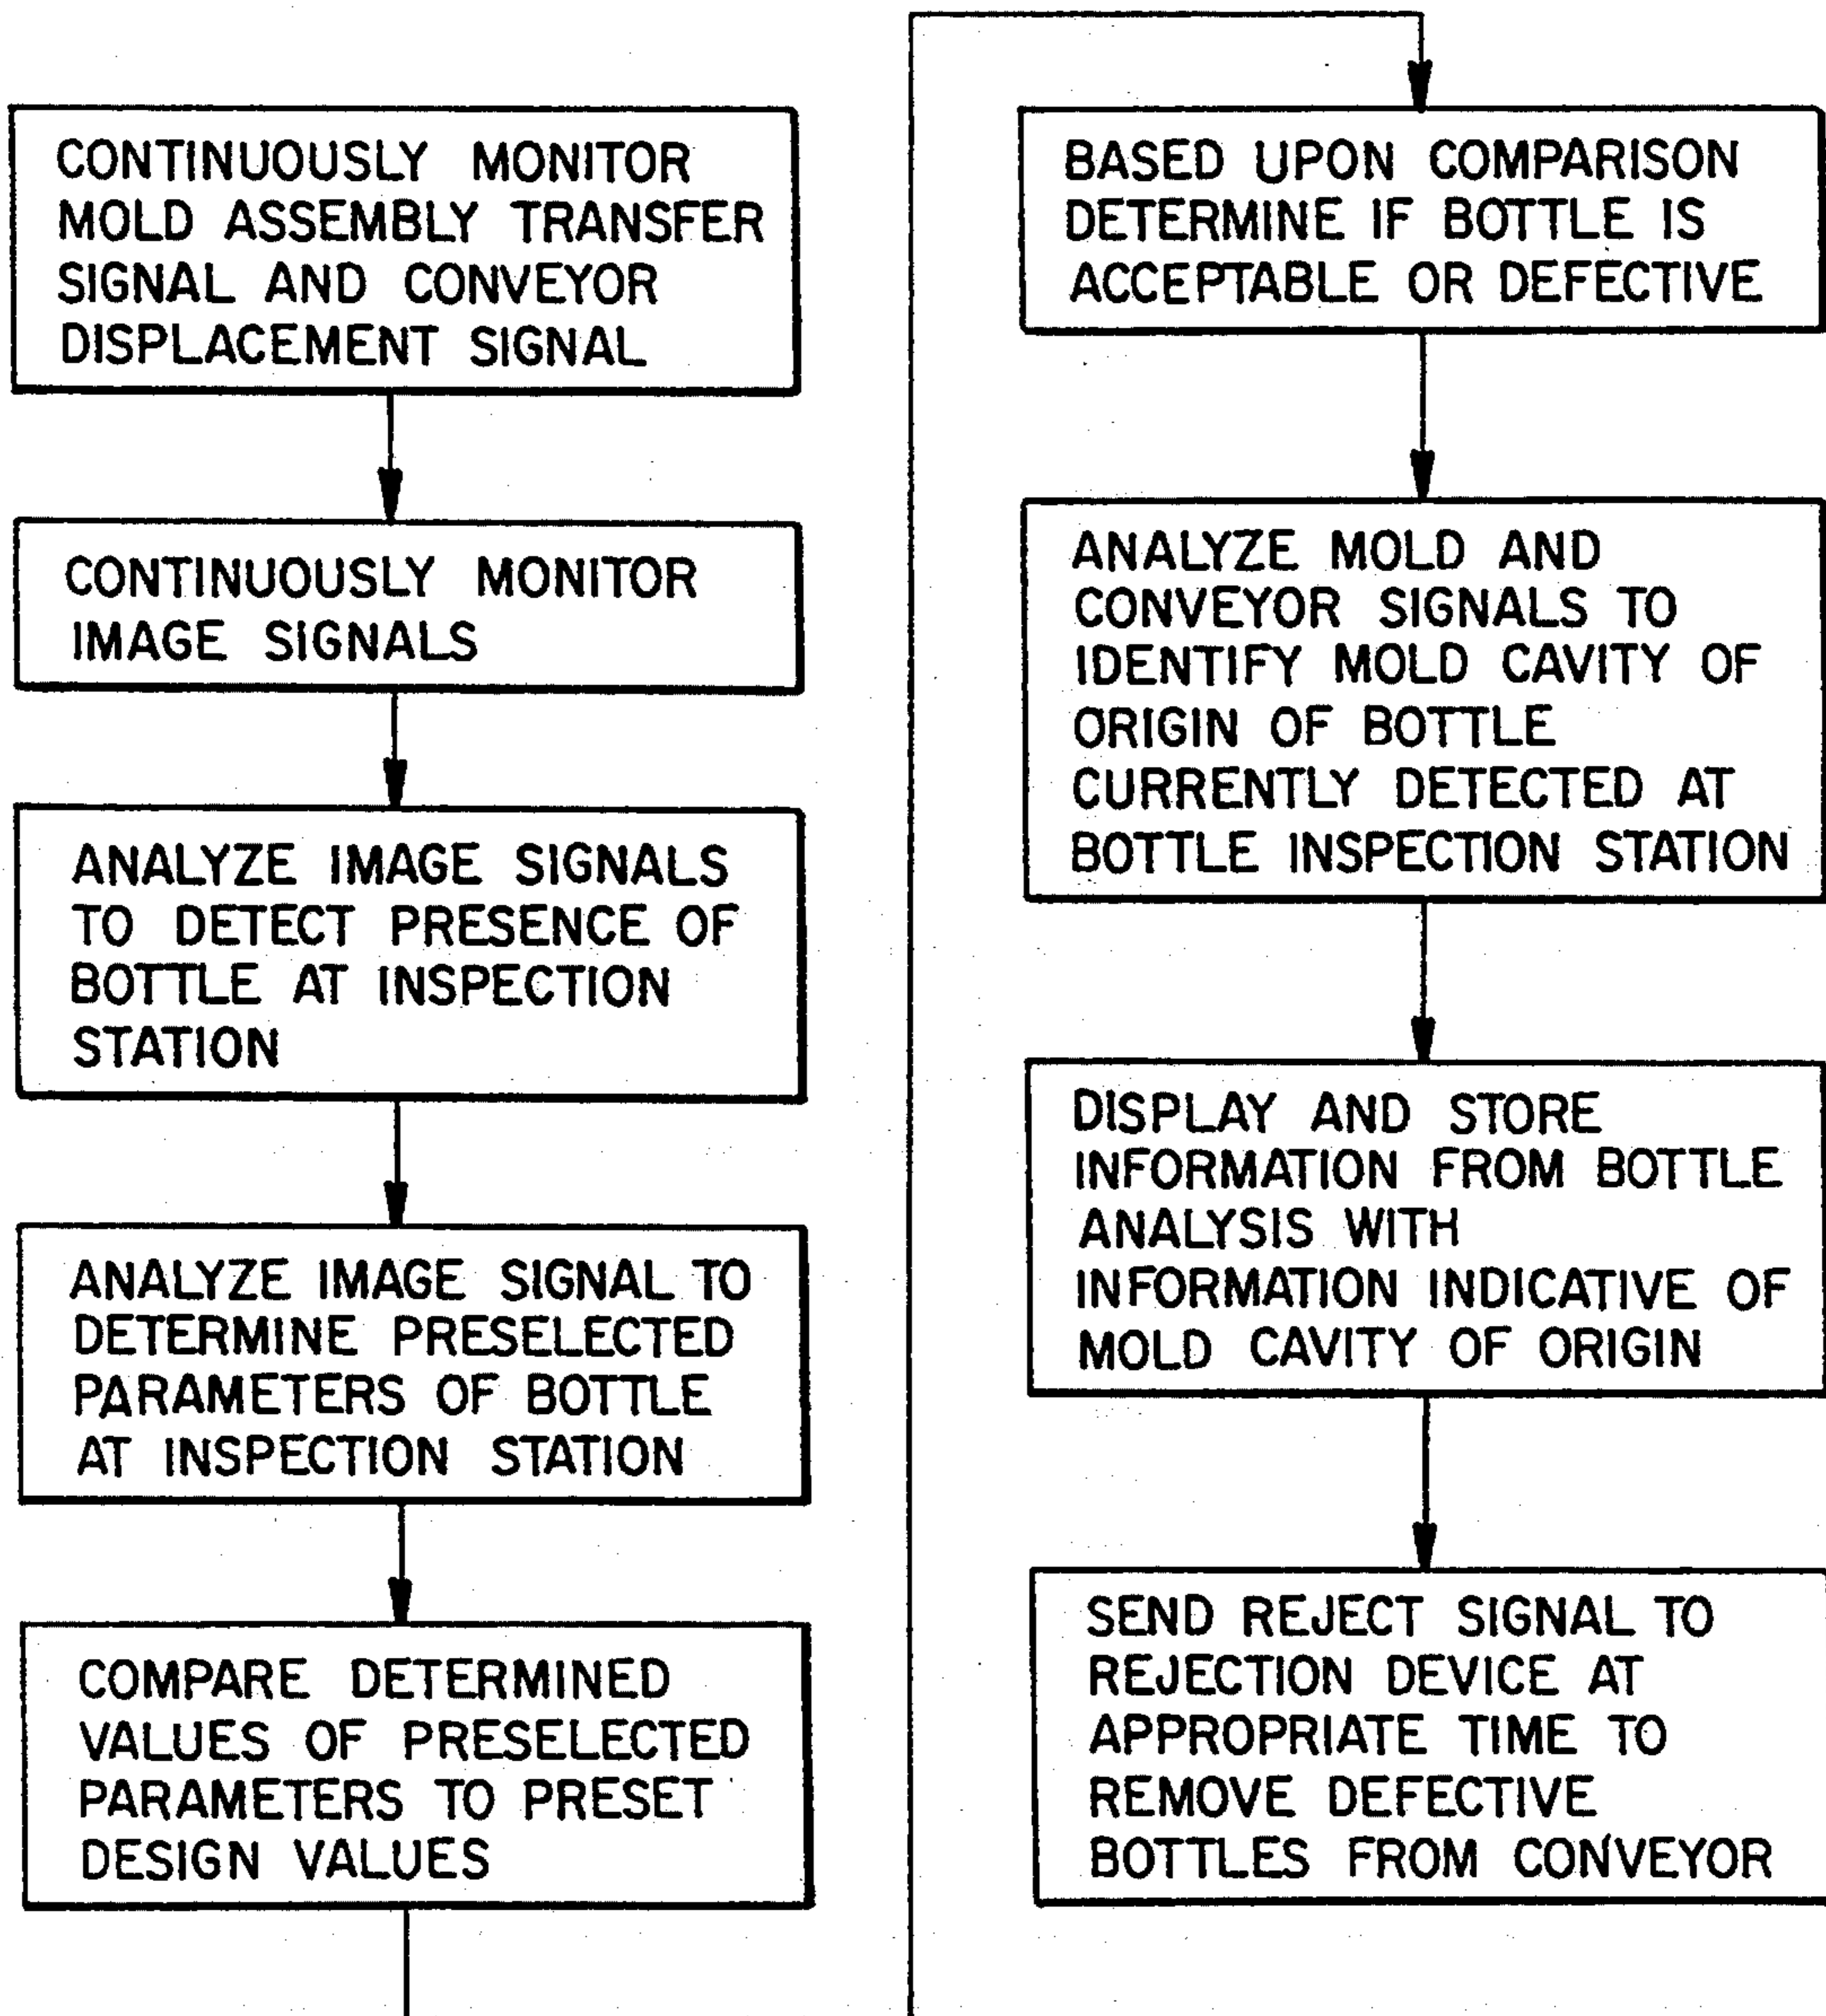 CONTINUOUSLY MONITOR
MOLD ASSEMBLY TRANSFER
SIGNAL AND CONVEYOR
DISPLACEMENT SIGNAL
CONTINUOUSLY MONITOR
IMAGE SIGNALS
ANALYZE IMAGE SIGNALS
TO DETECT PRESENCE OF
BOTTLE AT INSPECTION
STATION
ANALYZE IMAGE SIGNAL TO
DETERMINE PRESELECTED
PARAMETERS OF BOTTLE
AT INSPECTION STATION
COMPARE DETERMINED
VALUES OF PRESELECTED
PARAMETERS TO PRESET
DESIGN VALUES
BASED UPON COMPARISON
DETERMINE IF BOTTLE IS
ACCEPTABLE OR DEFECTIVE
ANALYZE MOLD AND
CONVEYOR SIGNALS TO
IDENTIFY MOLD CAVITY OF
ORIGIN OF BOTTLE
CURRENTLY DETECTED AT
BOTTLE INSPECTION STATION
DISPLAY AND STORE
INFORMATION FROM BOTTLE
ANALYSIS WITH
INFORMATION INDICATIVE OF
MOLD CAVITY OF ORIGIN
SEND REJECT SIGNAL TO
REJECTION DEVICE AT
APPROPRIATE TIME TO
REMOVE DEFECTIVE
BOTTLES FROM CONVEYOR